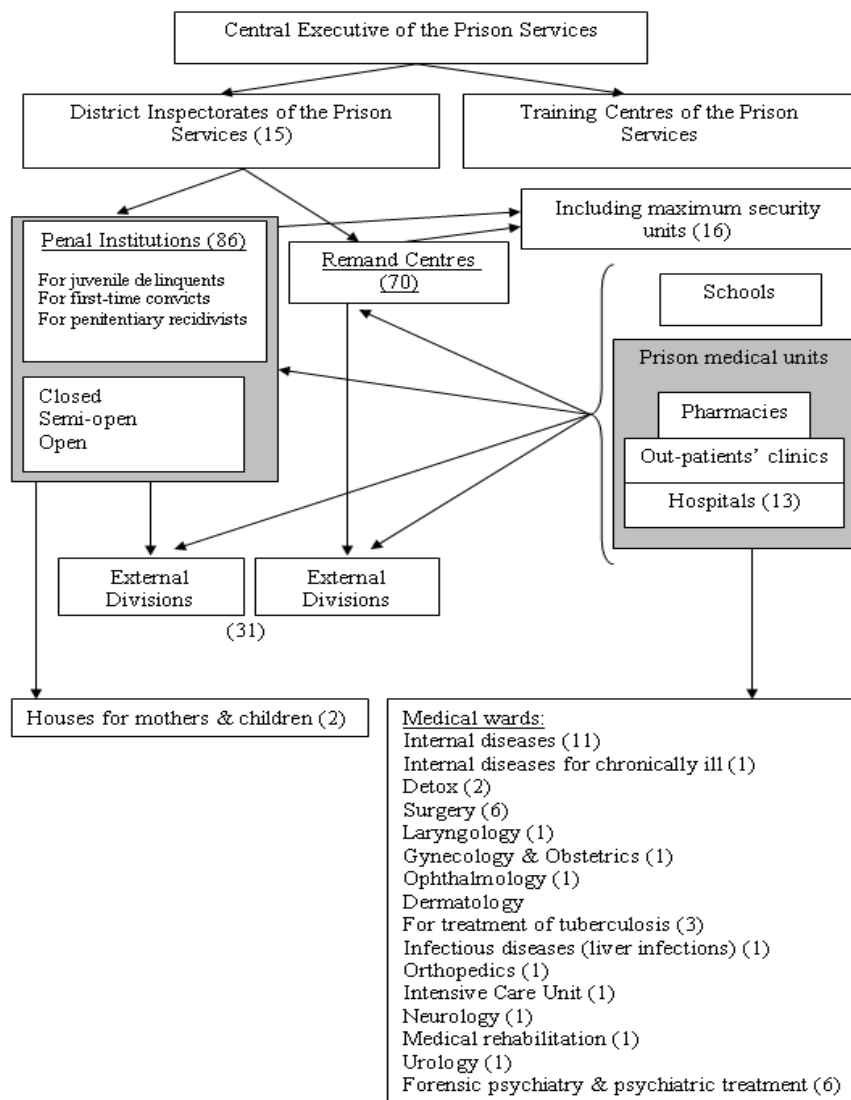 Central Executive of the Prison Services
District Inspectorates of the Prison
Services (15)
Training Centres of the Prison
Services
Penal Institutions (86)
For juvenile delinquents
For first-time convicts
For penitentiary recidivists
Closed
Semi-open
Open
Remand Centres
(70)
Including maximum security
units (16)
Schools
Prison medical units
Pharmacies
Out-patients’ clinics
Hospitals (13)
External
Divisions
External
Divisions
(31)
Houses for mothers & children (2)
Medical wards:
Internal diseases (11)
Internal diseases for chronically ill (1)
Detox (2)
Surgery (6)
Laryngology (1)
Gynecology & Obstetrics (1)
Ophthalmology (1)
Dermatology
For treatment of tuberculosis (3)
Infectious diseases (liver infections) (1)
Orthopedics (1)
Intensive Care Unit (1)
Neurology (1)
Medical rehabilitation (1)
Urology (1)
Forensic psychiatry & psychiatric treatment (6)